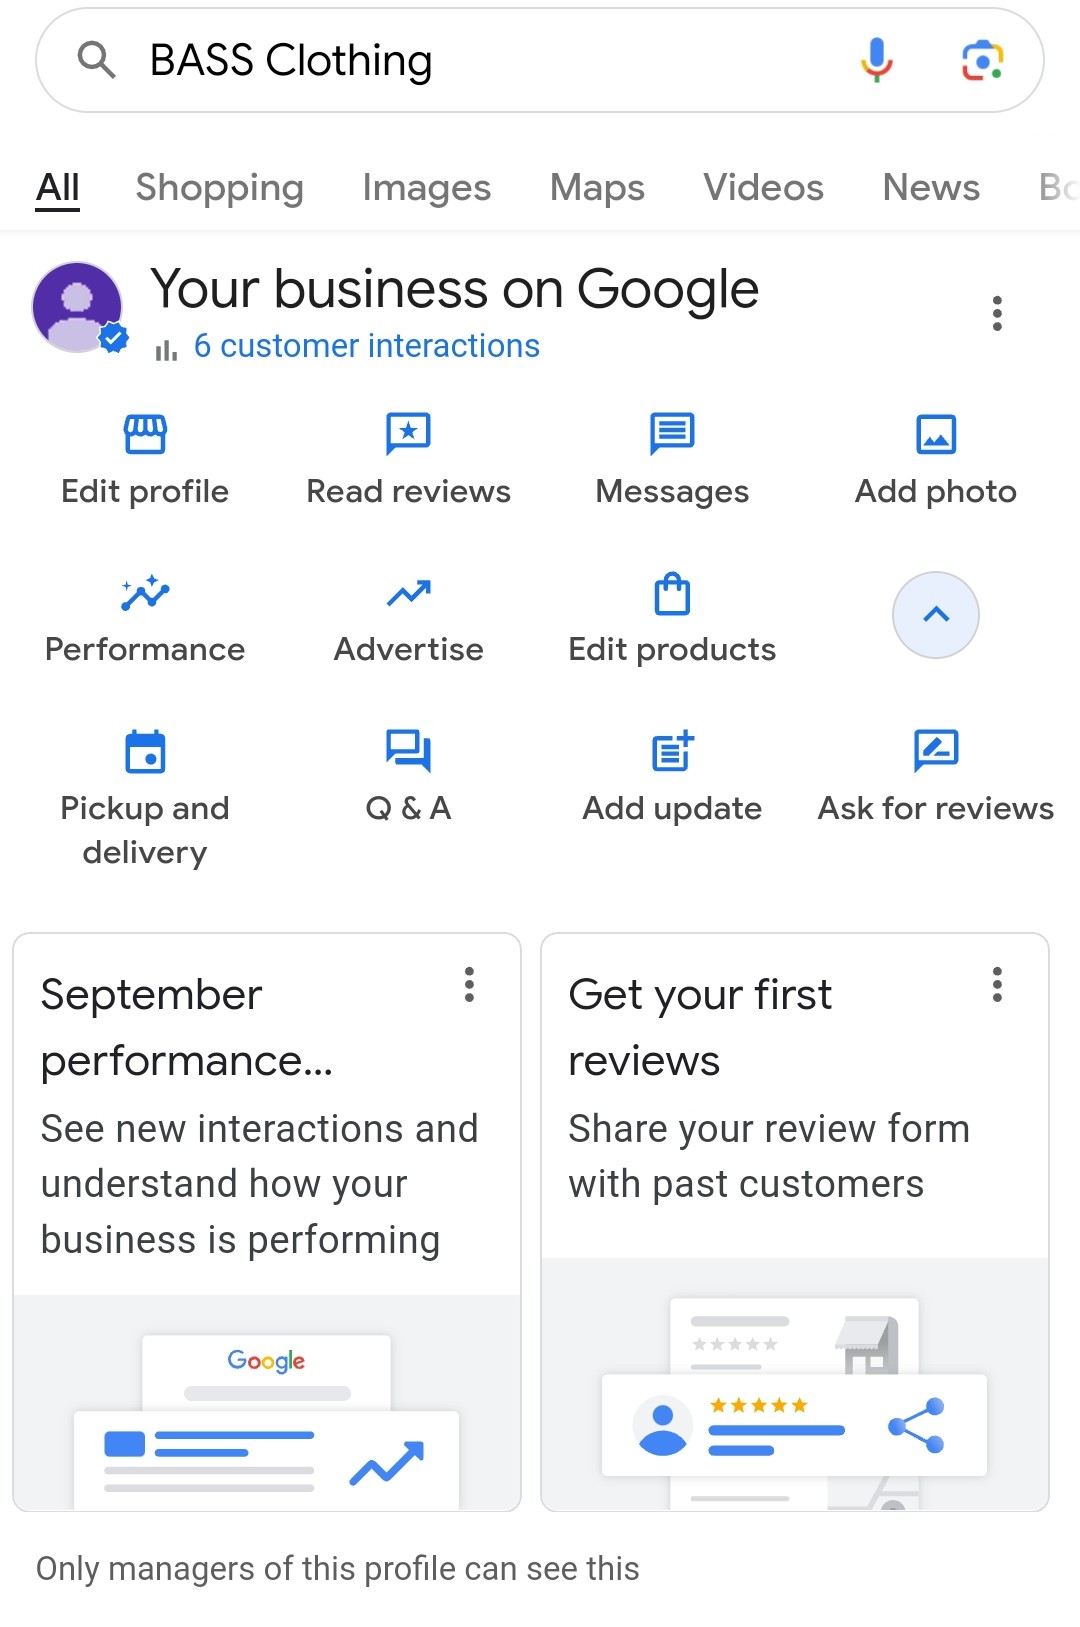 BASS Clothing
All Shopping Images Maps Videos News Bo
Your business on Google
6 customer interactions
Edit profile Read reviews Messages Add photo
Performance Advertise Edit products
Pickup and delivery Q & A Add update Ask for reviews
September
performance...
See new interactions and
understand how your
business is performing
Google
Get your first
reviews
Share your review form
with past customers
Only managers of this profile can see this